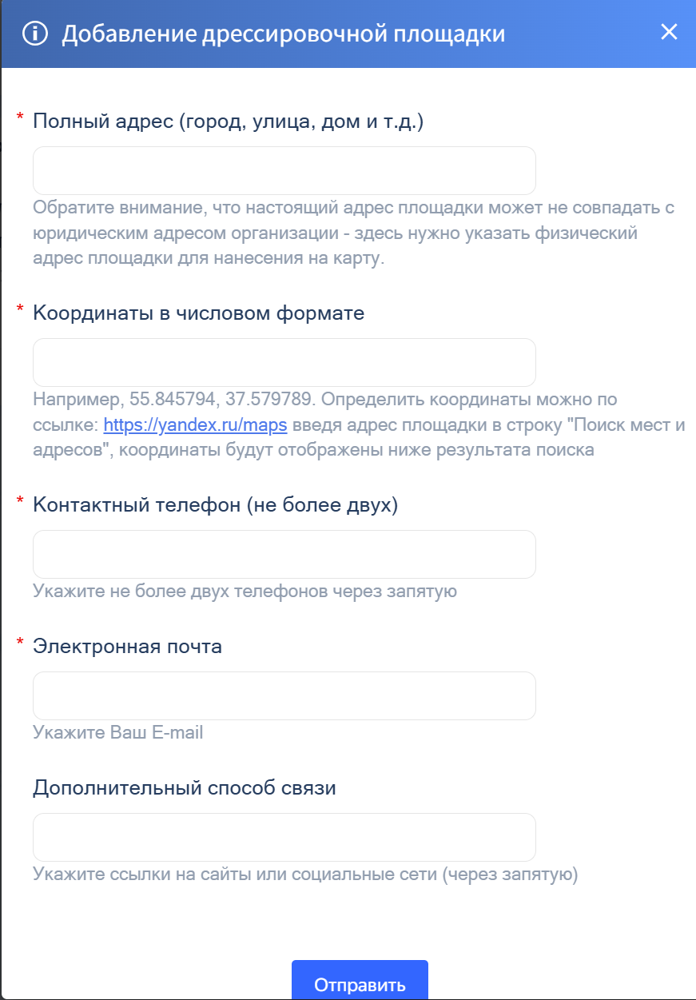 Добавление дрессировочной площадки
* Полный адрес (город, улица, дом и т.д.)
Обратите внимание, что настоящий адрес площадки может не совпадать с
юридическим адресом организации - здесь нужно указать физический
адрес площадки для нанесения на карту.
* Координаты в числовом формате
Например, 55.845794, 37.579789. Определить координаты можно по
ссылке: https://yandex.ru/maps введя адрес площадки в строку "Поиск мест и
адресов", координаты будут отображены ниже результата поиска
* Контактный телефон (не более двух)
Укажите не более двух телефонов через запятую
* Электронная почта
Укажите Ваш E-mail
Дополнительный способ связи
Укажите ссылки на сайты или социальные сети (через запятую)
Отправить